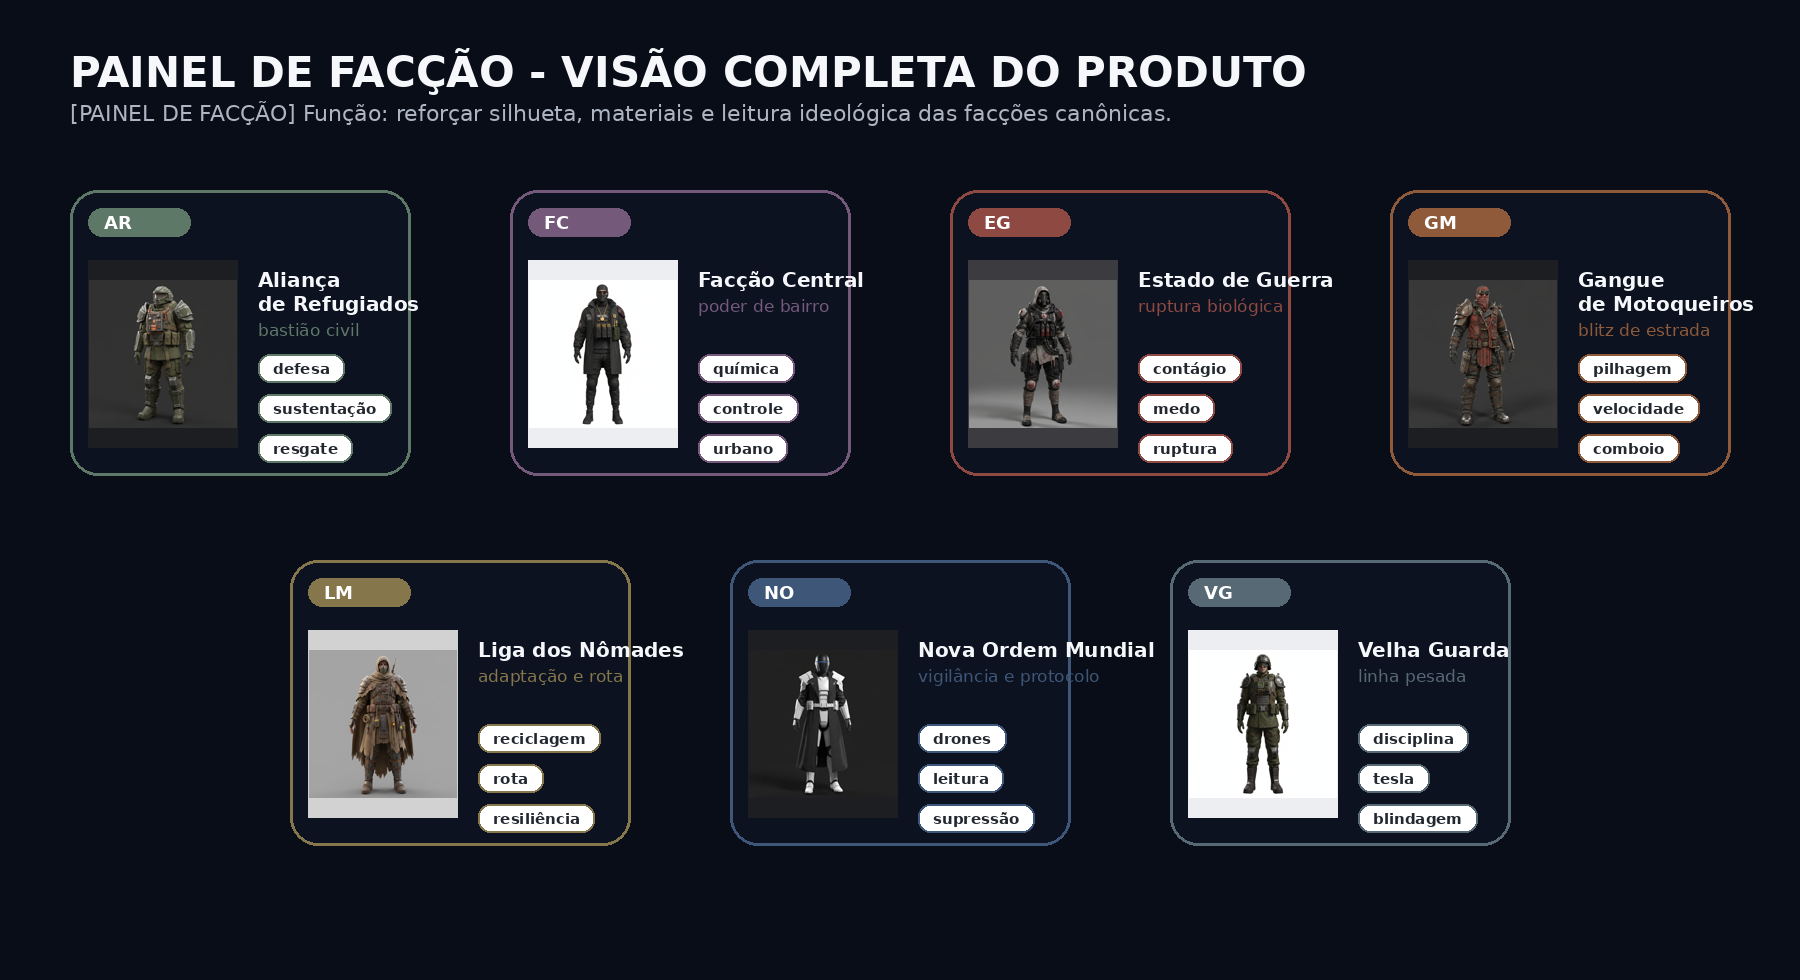 PAINEL DE FACÇÃO - VISÃO COMPLETA DO PRODUTO
[PAINEL DE FACÇÃO] Função: reforçar silhueta, materiais e leitura ideológica das facções canônicas.
AR
Aliança
de Refugiados
bastião civil
defesa
sustentação
resgate
FC
Facção Central
poder de bairro
química
controle
urbano
EG
Estado de Guerra
ruptura biológica
contágio
medo
ruptura
GM
Gangue
de Motoqueiros
blitz de estrada
pilhagem
velocidade
comboio
LM
Liga dos Nômades
adaptação e rota
reciclagem
rota
resiliência
NO
Nova Ordem Mundial
vigilância e protocolo
drones
leitura
supressão
VG
Velha Guarda
linha pesada
disciplina
tesla
blindagem